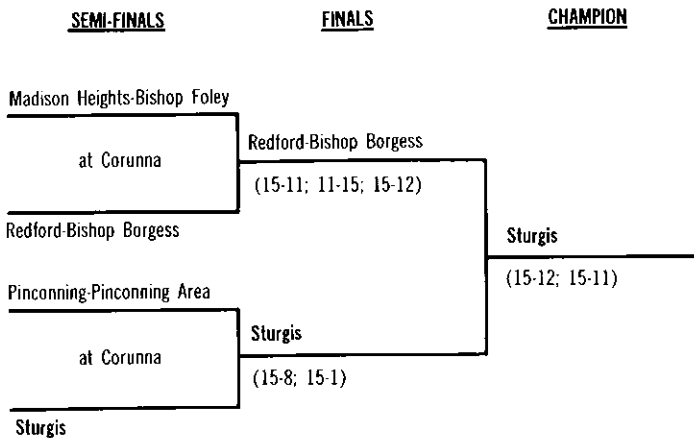 SEMI-FINALS FINALS CHAMPION
Madison Heights-Bishop Foley
at Corunna
Redford-Bishop Borgess
(15-11; 11-15; 15-12)
Redford-Bishop Borgess
Sturgis
(15-12; 15-11)
Pinconning-Pinconning Area
at Corunna
Sturgis
(15-8; 15-1)
Sturgis